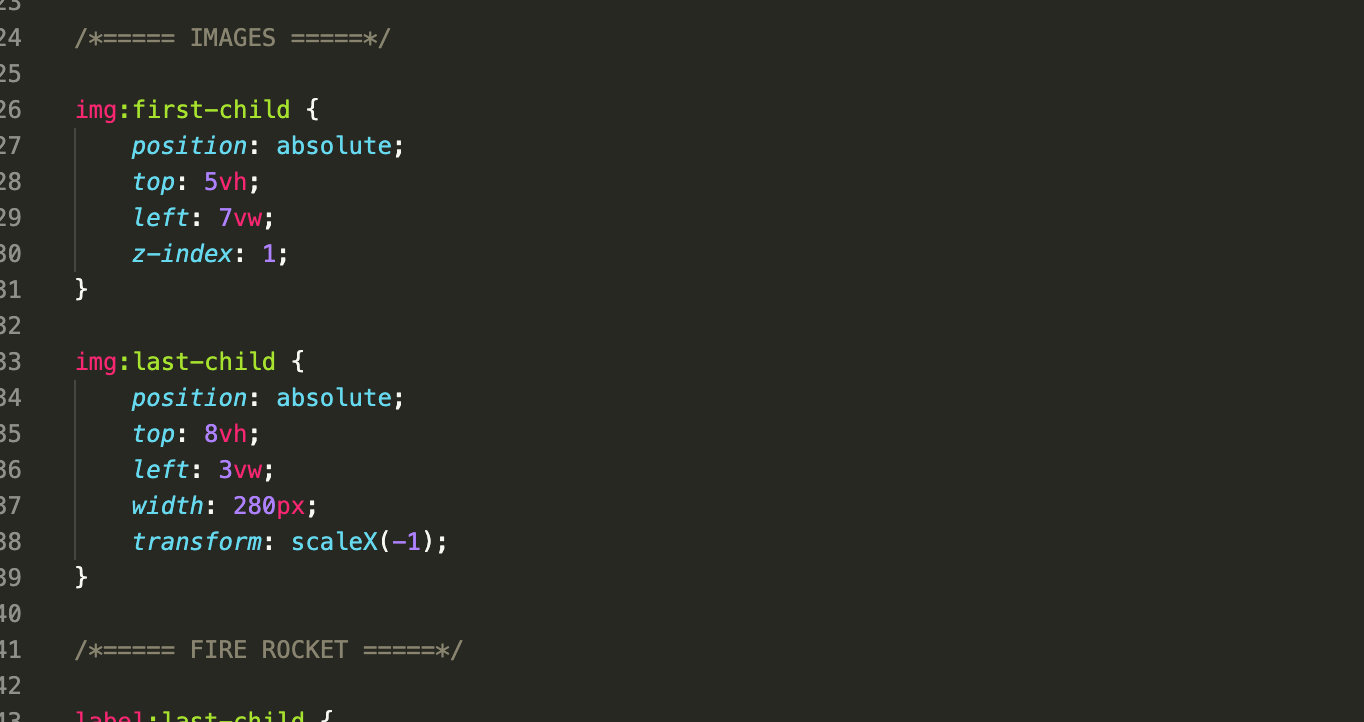 23
24 /*===== IMAGES =====*/
25
26 img:first-child {
27 position: absolute;
28 top: 5vh;
29 left: 7vw;
30 z-index: 1;
31 }
32
33 img:last-child {
34 position: absolute;
35 top: 8vh;
36 left: 3vw;
37 width: 280px;
38 transform: scaleX(-1);
39 }
40
41 /*===== FIRE ROCKET =====*/
42
43 label:last-child {